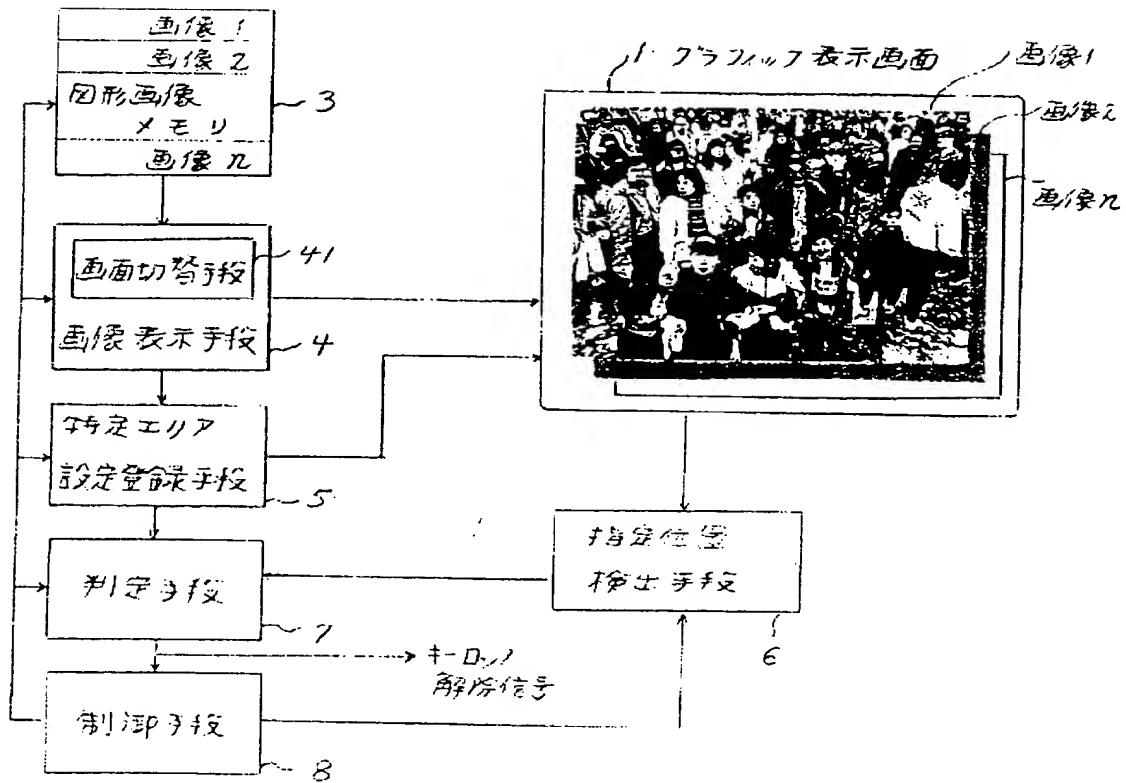 画像 1
画像 2
図形画像
メモリ
画像 n
3
画面切替手段
41
画像表示手段
4
特定エリア
設定登録手段
5
判定手段
7
キーロック
解除信号
制御手段
8
1 グラフィック表示画面
画像1
画像2
画像n
指定位置
検出手段
6